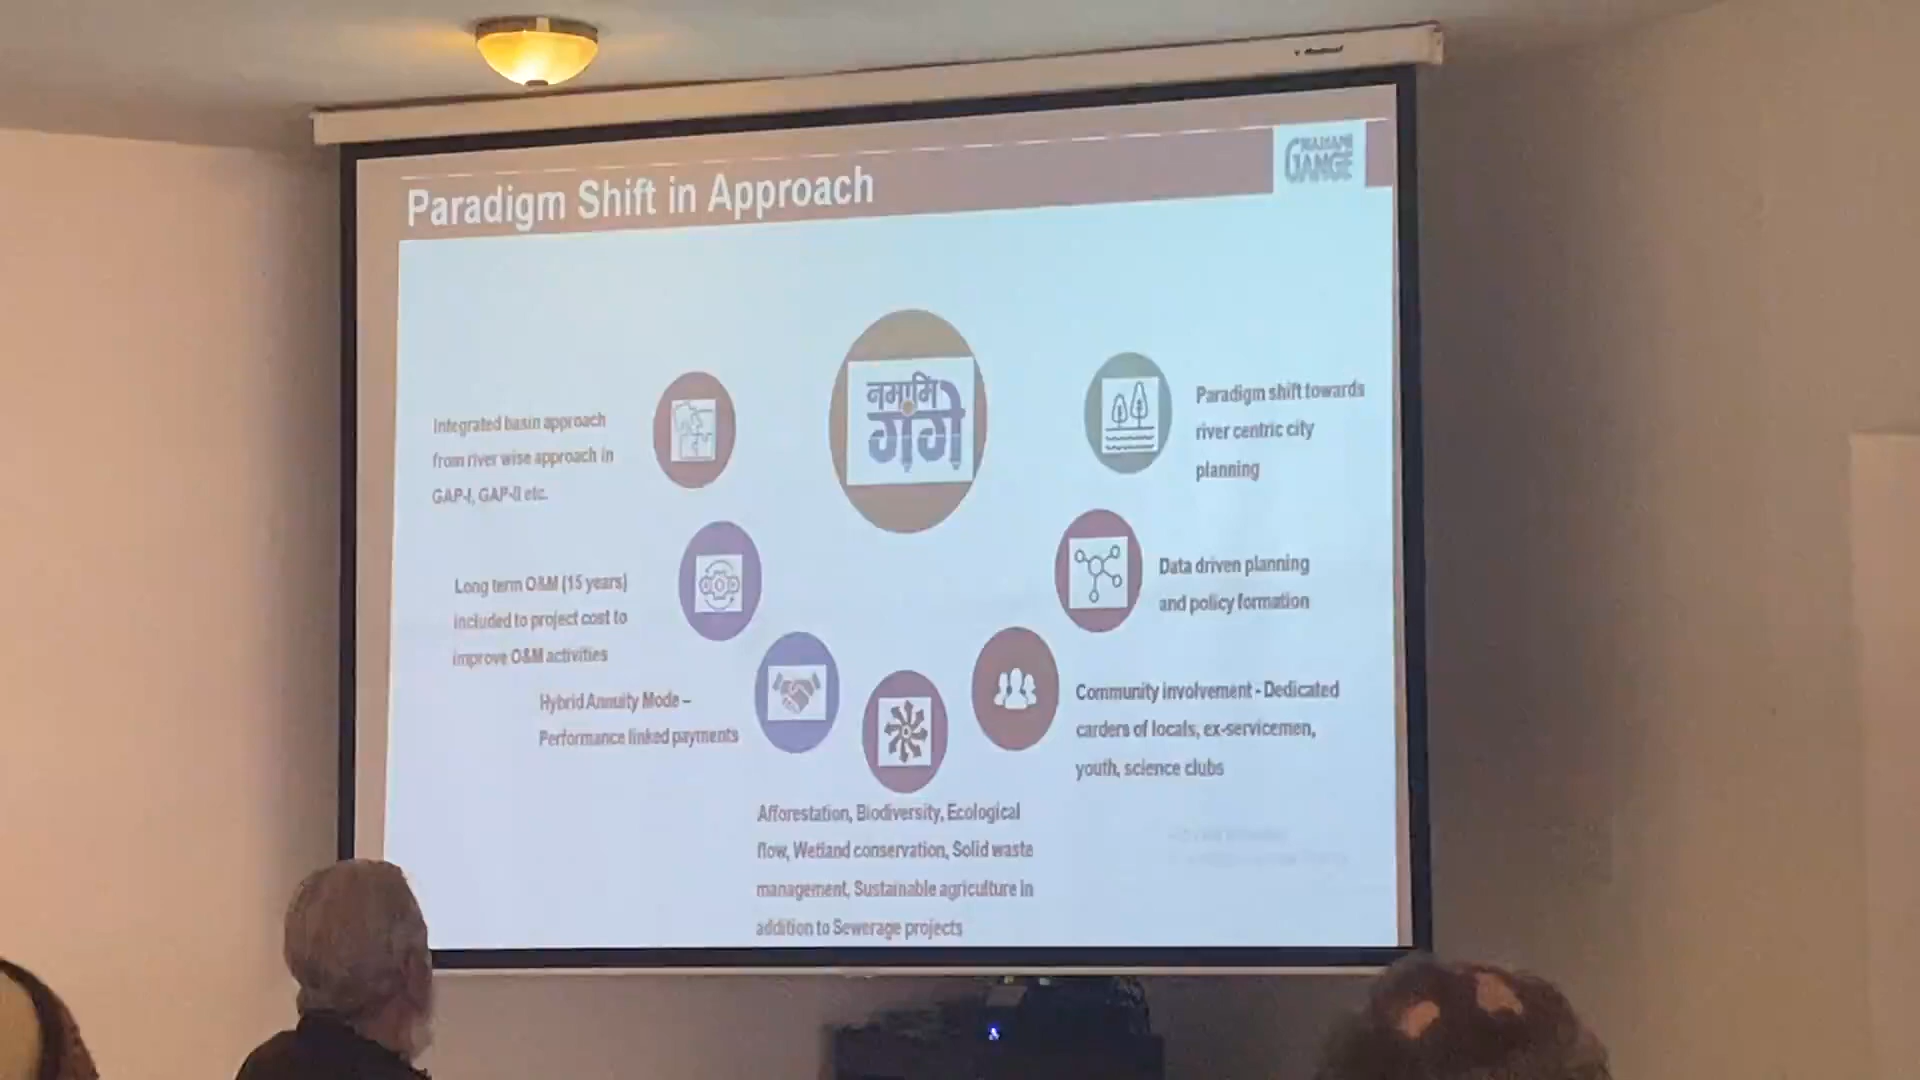 Paradigm Shift in Approach
NAMAMI
GANGE
नमामि
गंगे
Integrated basin approach
from river wise approach in
GAP-I, GAP-II etc.
Long term O&M (15 years)
included to project cost to
improve O&M activities
Hybrid Annuity Mode –
Performance linked payments
Afforestation, Biodiversity, Ecological
flow, Wetland conservation, Solid waste
management, Sustainable agriculture in
addition to Sewerage projects
Community involvement - Dedicated
carders of locals, ex-servicemen,
youth, science clubs
Data driven planning
and policy formation
Paradigm shift towards
river centric city
planning